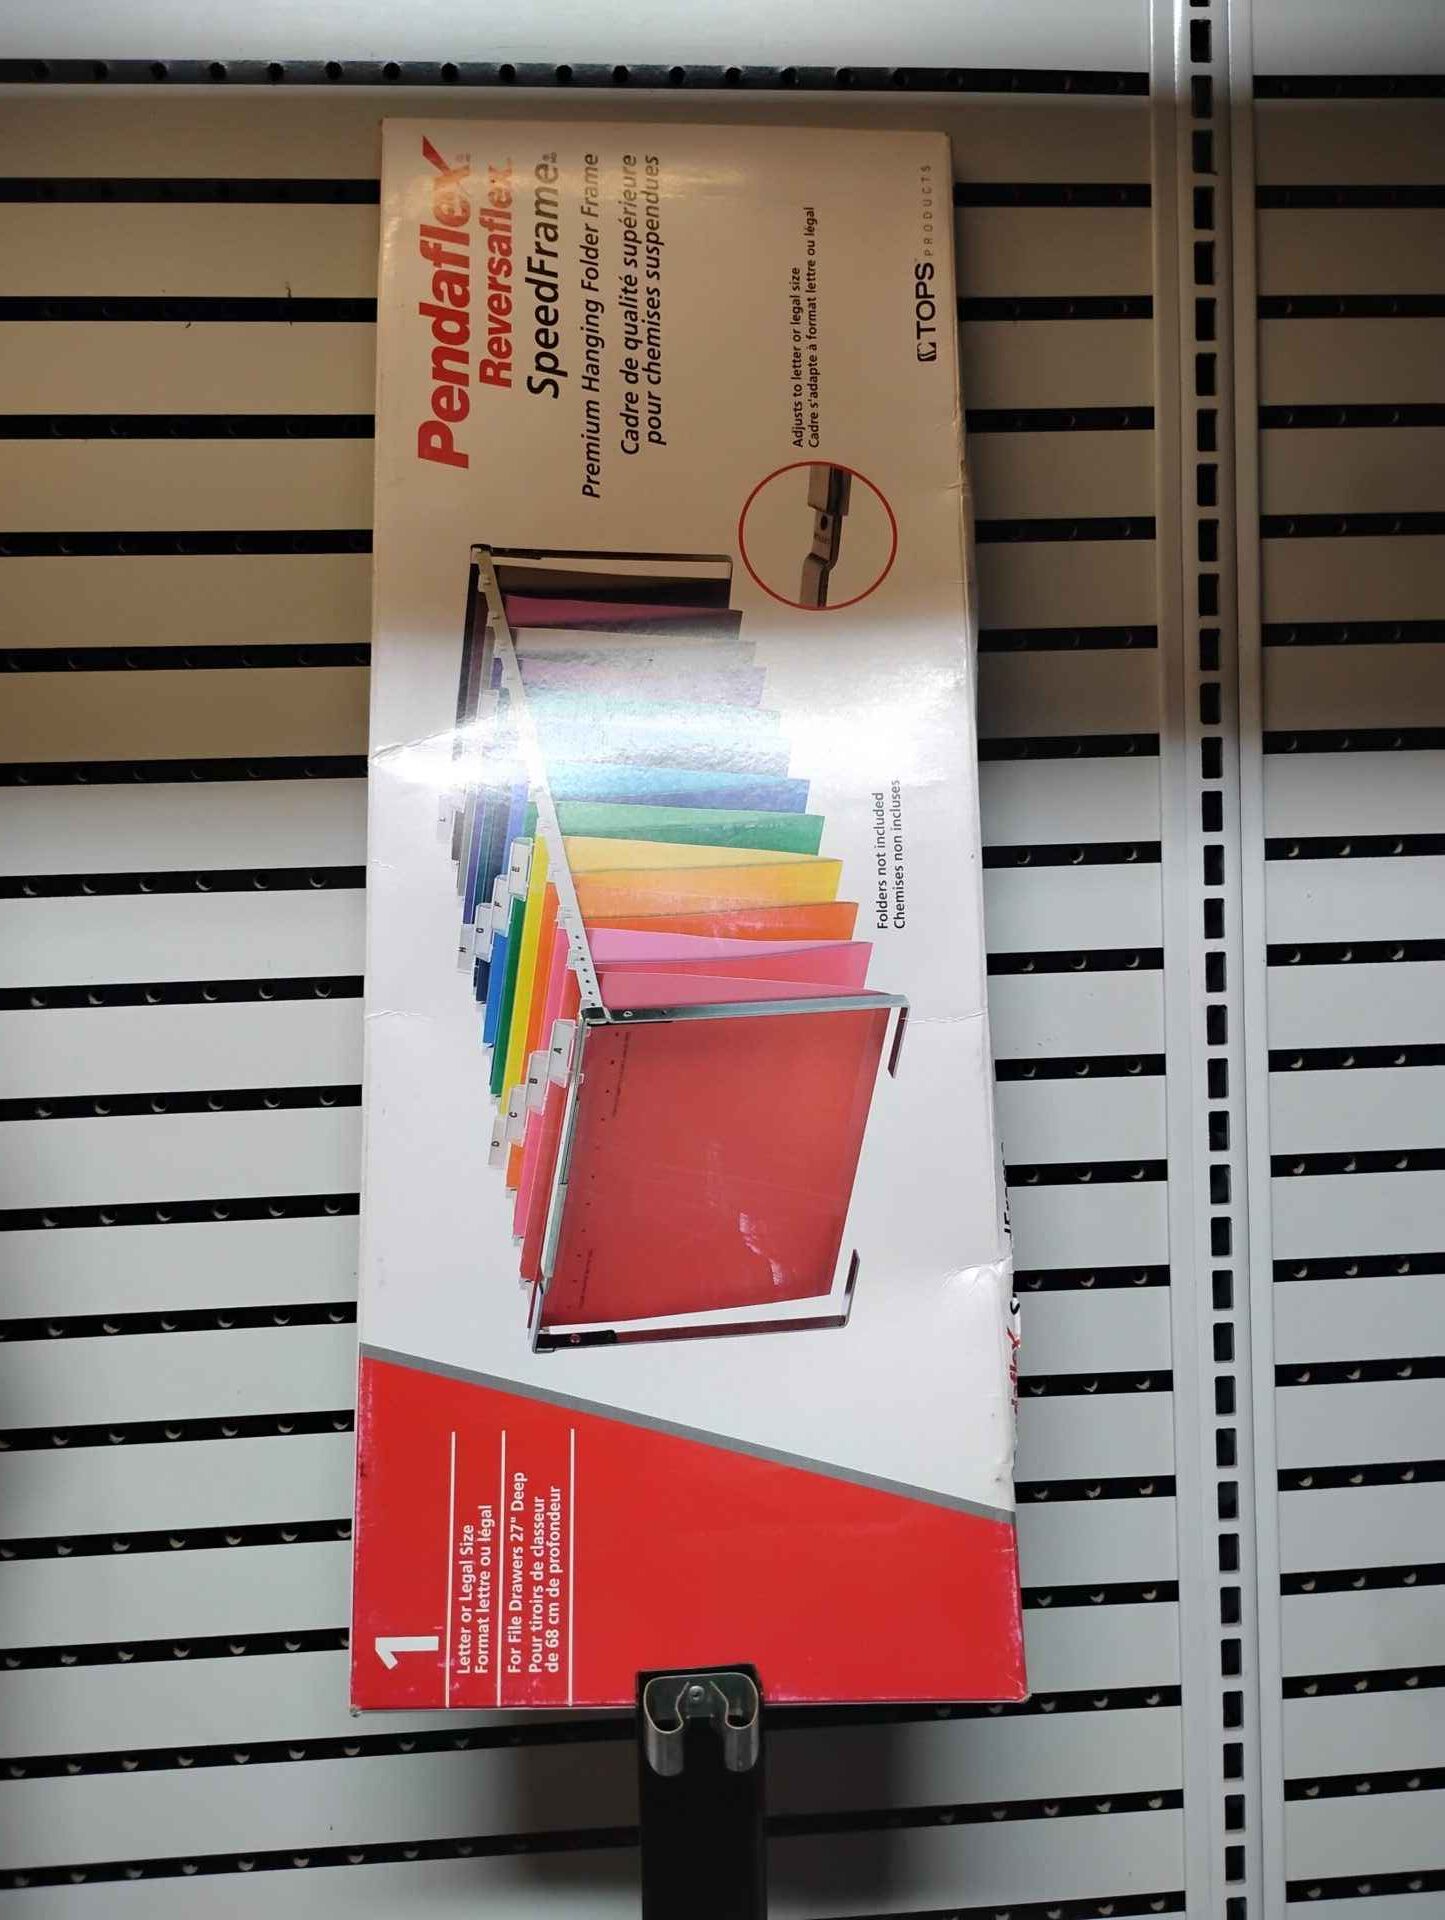 Pendaflex®
Reversaflex™
SpeedFrame®
Premium Hanging Folder Frame
Cadre de qualité supérieure
pour chemises suspendues
Adjusts to letter or legal size
Cadre s'adapte à format lettre ou légal
TOPS PRODUCTS
Folders not included
Chemises non incluses
L
H
G
F
E
D
C
B
A
1
Letter or Legal Size
Format lettre ou légal
For File Drawers 27" Deep
Pour tiroirs de classeur
de 68 cm de profondeur